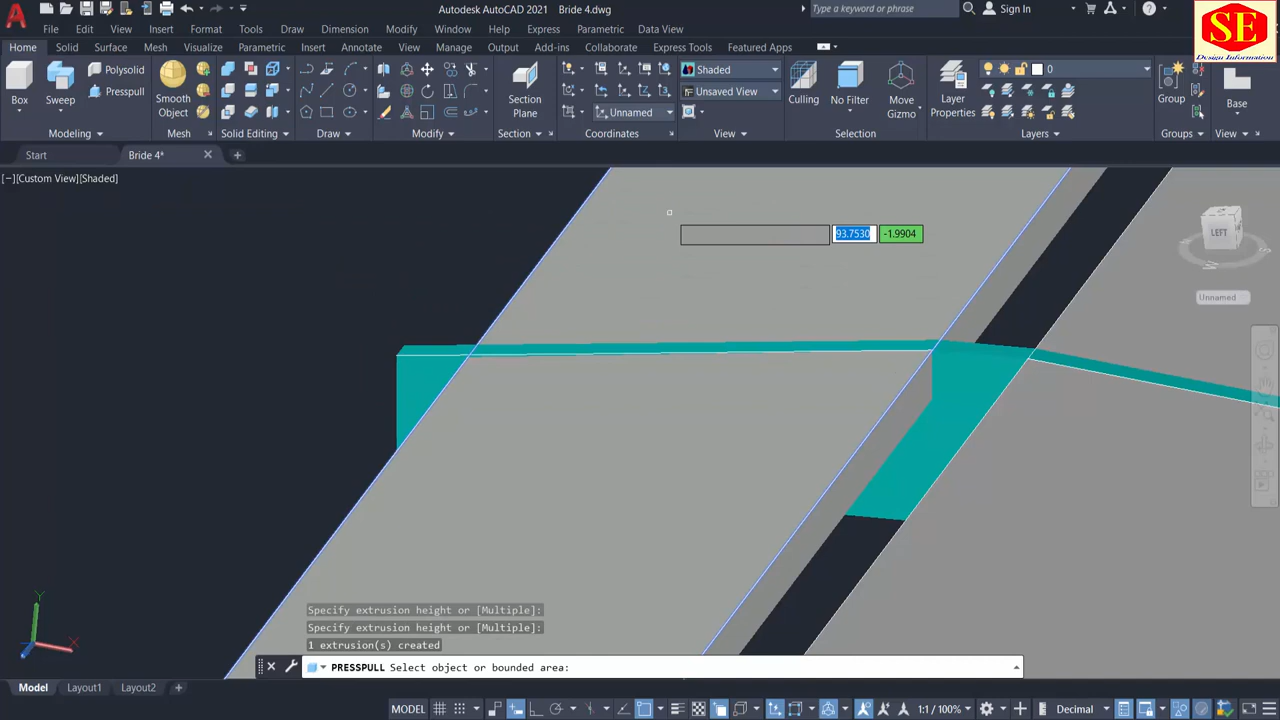 Autodesk AutoCAD 2021 Bride 4.dwg
Type a keyword or phrase
Sign In
SE
Design Information
File Edit View Insert Format Tools Draw Dimension Modify Window Help Express Parametric Data View
Home Solid Surface Mesh Visualize Parametric Insert Annotate View Manage Output Add-ins Collaborate Express Tools Featured Apps
Box
Sweep
Polysolid
Presspull
Smooth
Object
Section
Plane
Unnamed
Shaded
Unsaved View
Culling
No Filter
Move
Gizmo
Layer
Properties
0
Group
Base
Modeling
Mesh
Solid Editing
Draw
Modify
Section
Coordinates
View
Selection
Layers
Groups
View
Start
Bride 4*
[−][Custom View][Shaded]
93.7530
-1.9904
LEFT
Unnamed
Y
X
Specify extrusion height or [Multiple]:
Specify extrusion height or [Multiple]:
1 extrusion(s) created
PRESSPULL Select object or bounded area:
Model Layout1 Layout2
MODEL
1:1 / 100%
Decimal